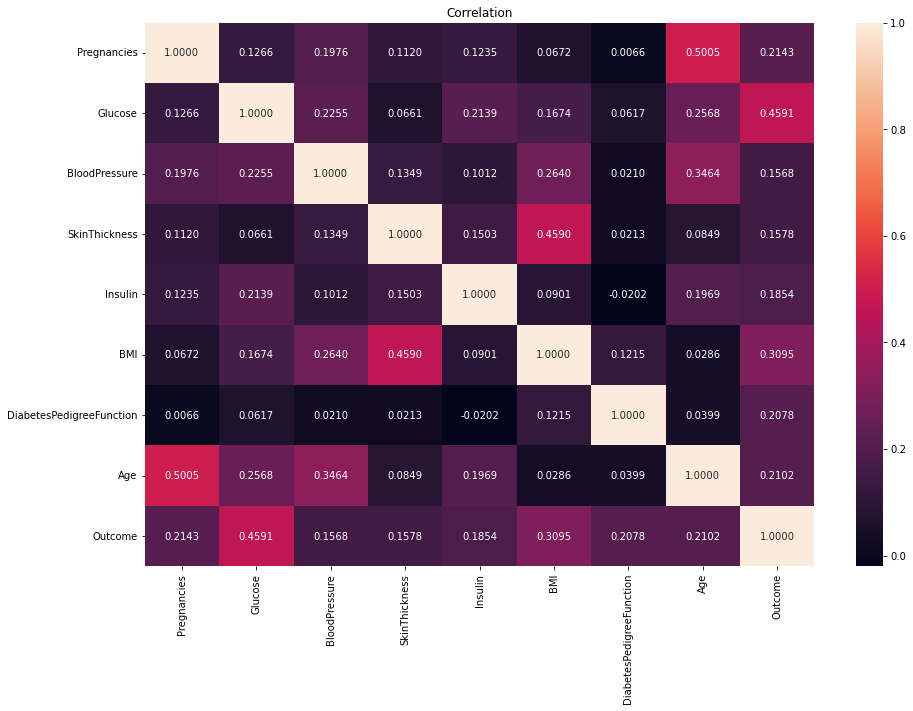 Correlation
Pregnancies 1.0000 0.1266 0.1976 0.1120 0.1235 0.0672 0.0066 0.5005 0.2143
Glucose 0.1266 1.0000 0.2255 0.0661 0.2139 0.1674 0.0617 0.2568 0.4591
BloodPressure 0.1976 0.2255 1.0000 0.1349 0.1012 0.2640 0.0210 0.3464 0.1568
SkinThickness 0.1120 0.0661 0.1349 1.0000 0.1503 0.4590 0.0213 0.0849 0.1578
Insulin 0.1235 0.2139 0.1012 0.1503 1.0000 0.0901 -0.0202 0.1969 0.1854
BMI 0.0672 0.1674 0.2640 0.4590 0.0901 1.0000 0.1215 0.0286 0.3095
DiabetesPedigreeFunction 0.0066 0.0617 0.0210 0.0213 -0.0202 0.1215 1.0000 0.0399 0.2078
Age 0.5005 0.2568 0.3464 0.0849 0.1969 0.0286 0.0399 1.0000 0.2102
Outcome 0.2143 0.4591 0.1568 0.1578 0.1854 0.3095 0.2078 0.2102 1.0000
Pregnancies
Glucose
BloodPressure
SkinThickness
Insulin
BMI
DiabetesPedigreeFunction
Age
Outcome
1.0
0.8
0.6
0.4
0.2
0.0